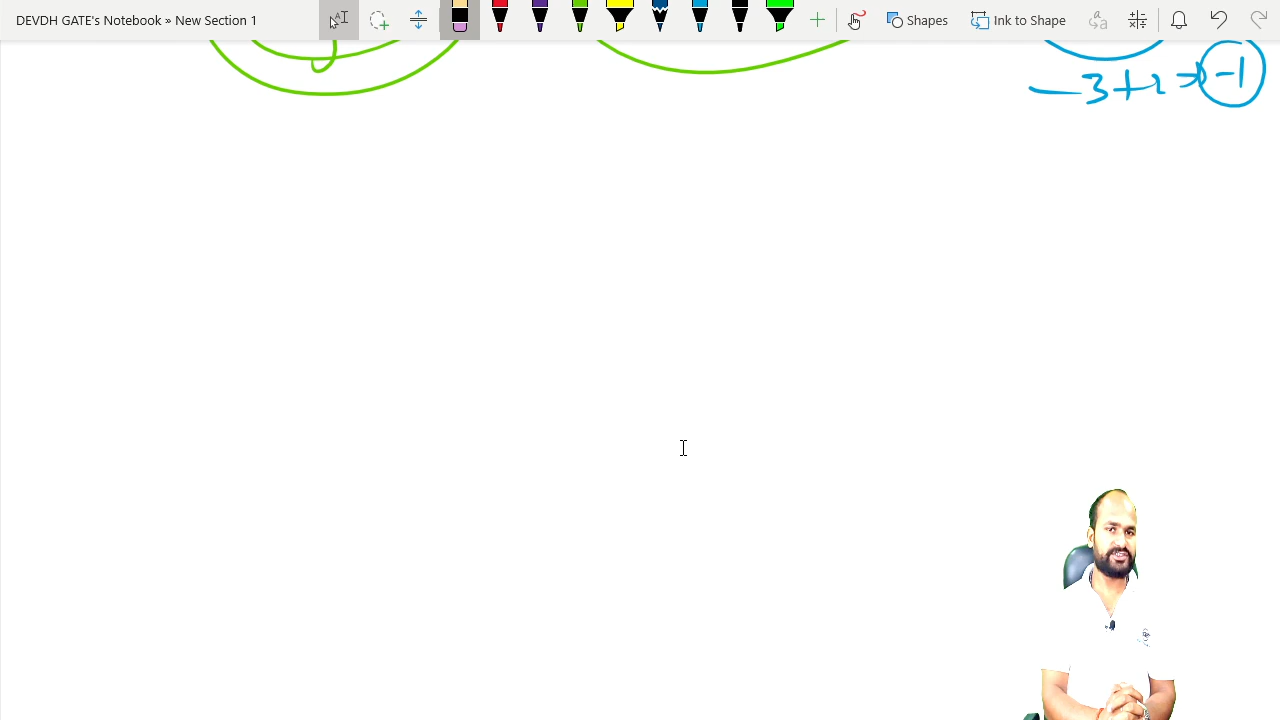 DEVDH GATE's Notebook » New Section 1
Shapes
Ink to Shape
-3+2 ⇒ -1